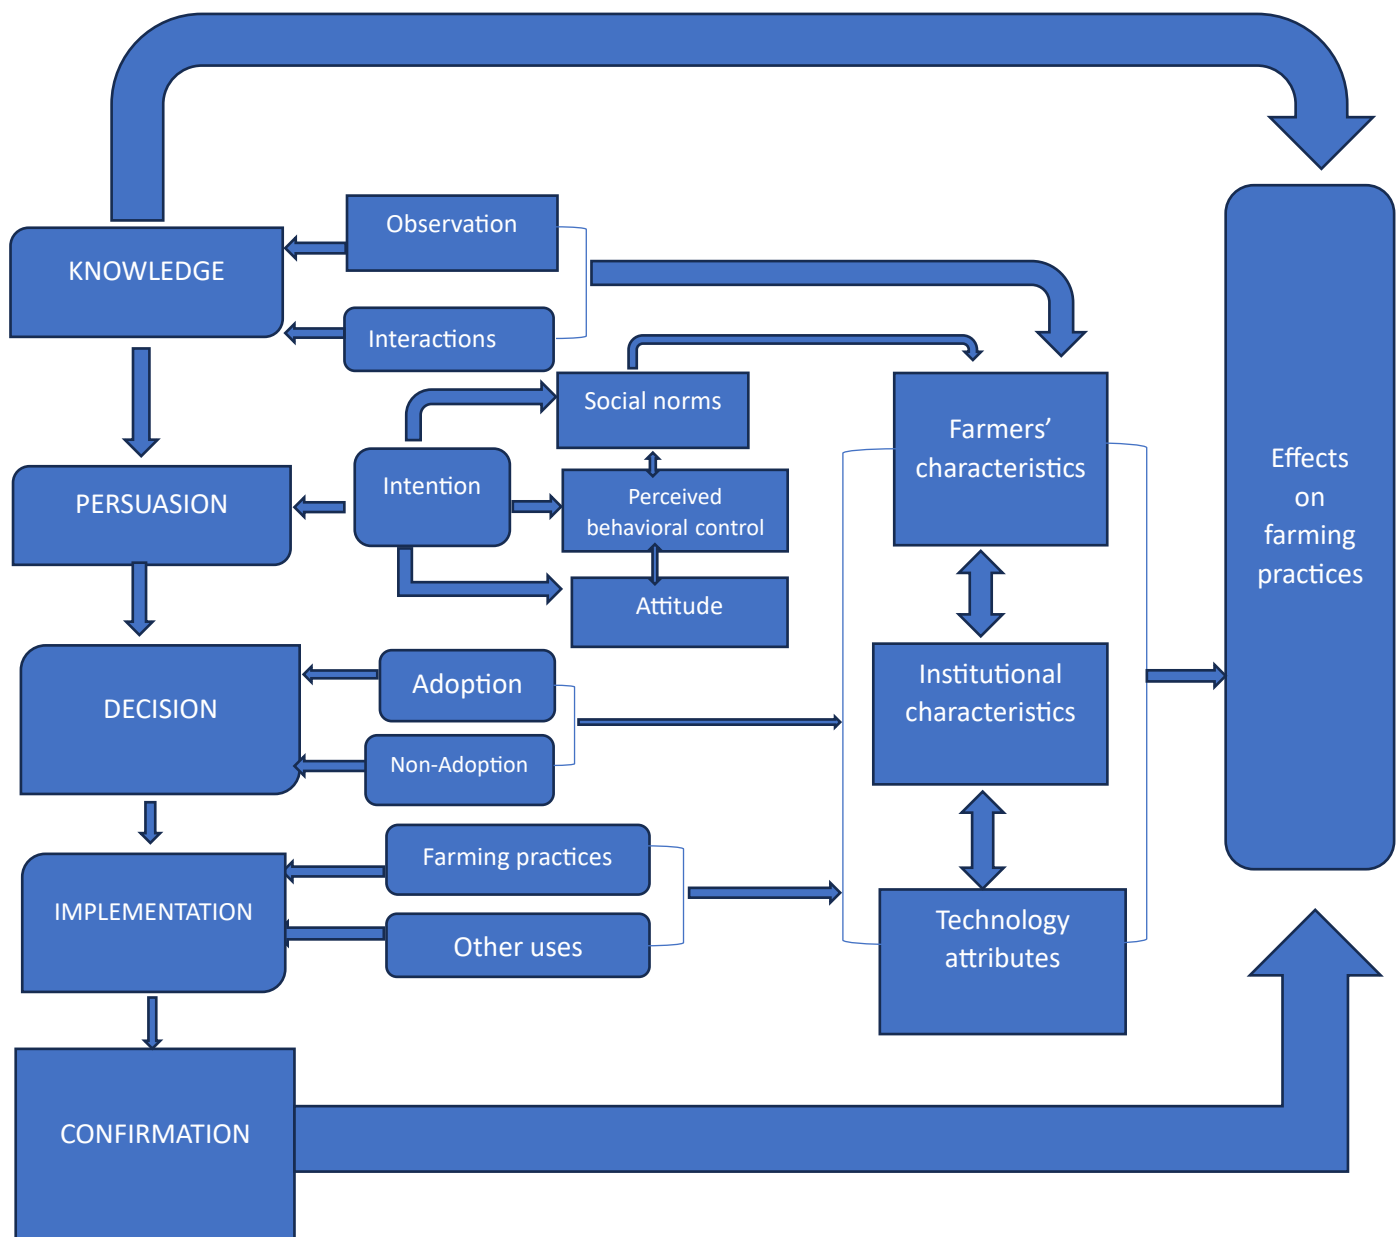 Observation
KNOWLEDGE
Interactions
Social norms
Farmers’
characteristics
Effects
on
farming
practices
Intention
PERSUASION
Perceived
behavioral control
Attitude
Adoption
DECISION
Non-Adoption
Institutional
characteristics
Farming practices
IMPLEMENTATION
Other uses
Technology
attributes
CONFIRMATION